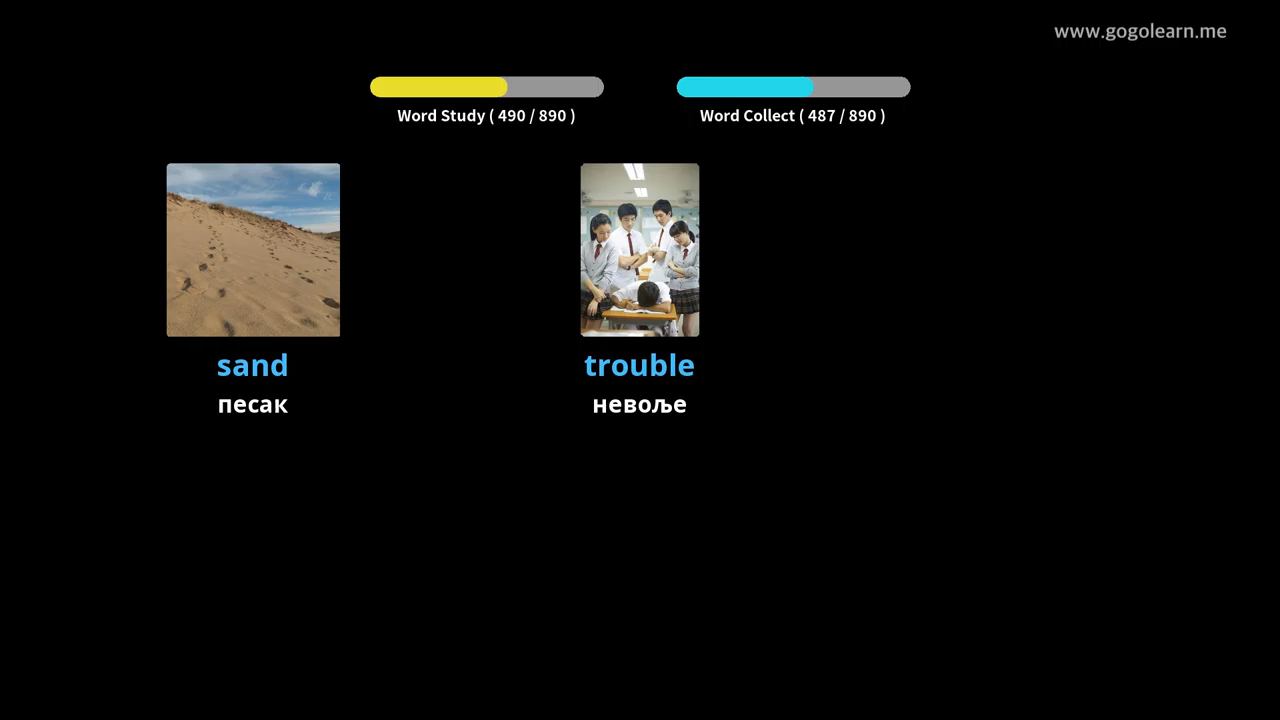 www.gogolearn.me
Word Study ( 490 / 890 )
Word Collect ( 487 / 890 )
sand
trouble
песак
невоље